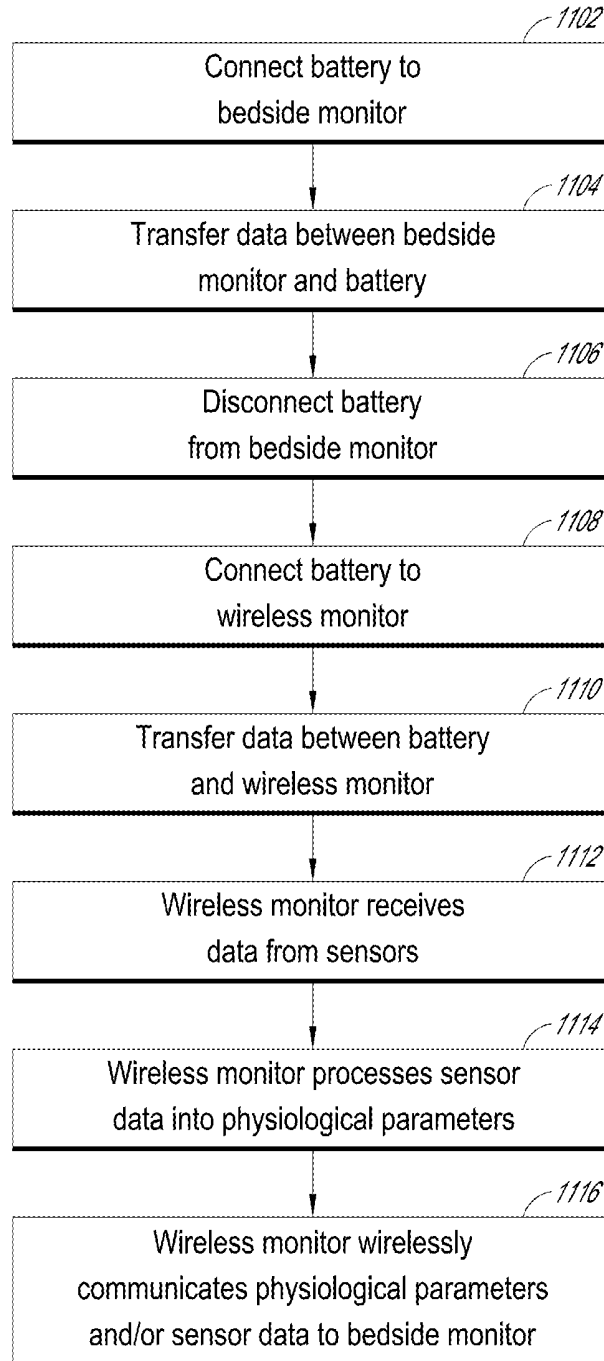 1102
Connect battery to
bedside monitor
1104
Transfer data between bedside
monitor and battery
1106
Disconnect battery
from bedside monitor
1108
Connect battery to
wireless monitor
1110
Transfer data between battery
and wireless monitor
1112
Wireless monitor receives
data from sensors
1114
Wireless monitor processes sensor
data into physiological parameters
1116
Wireless monitor wirelessly
communicates physiological parameters
and/or sensor data to bedside monitor